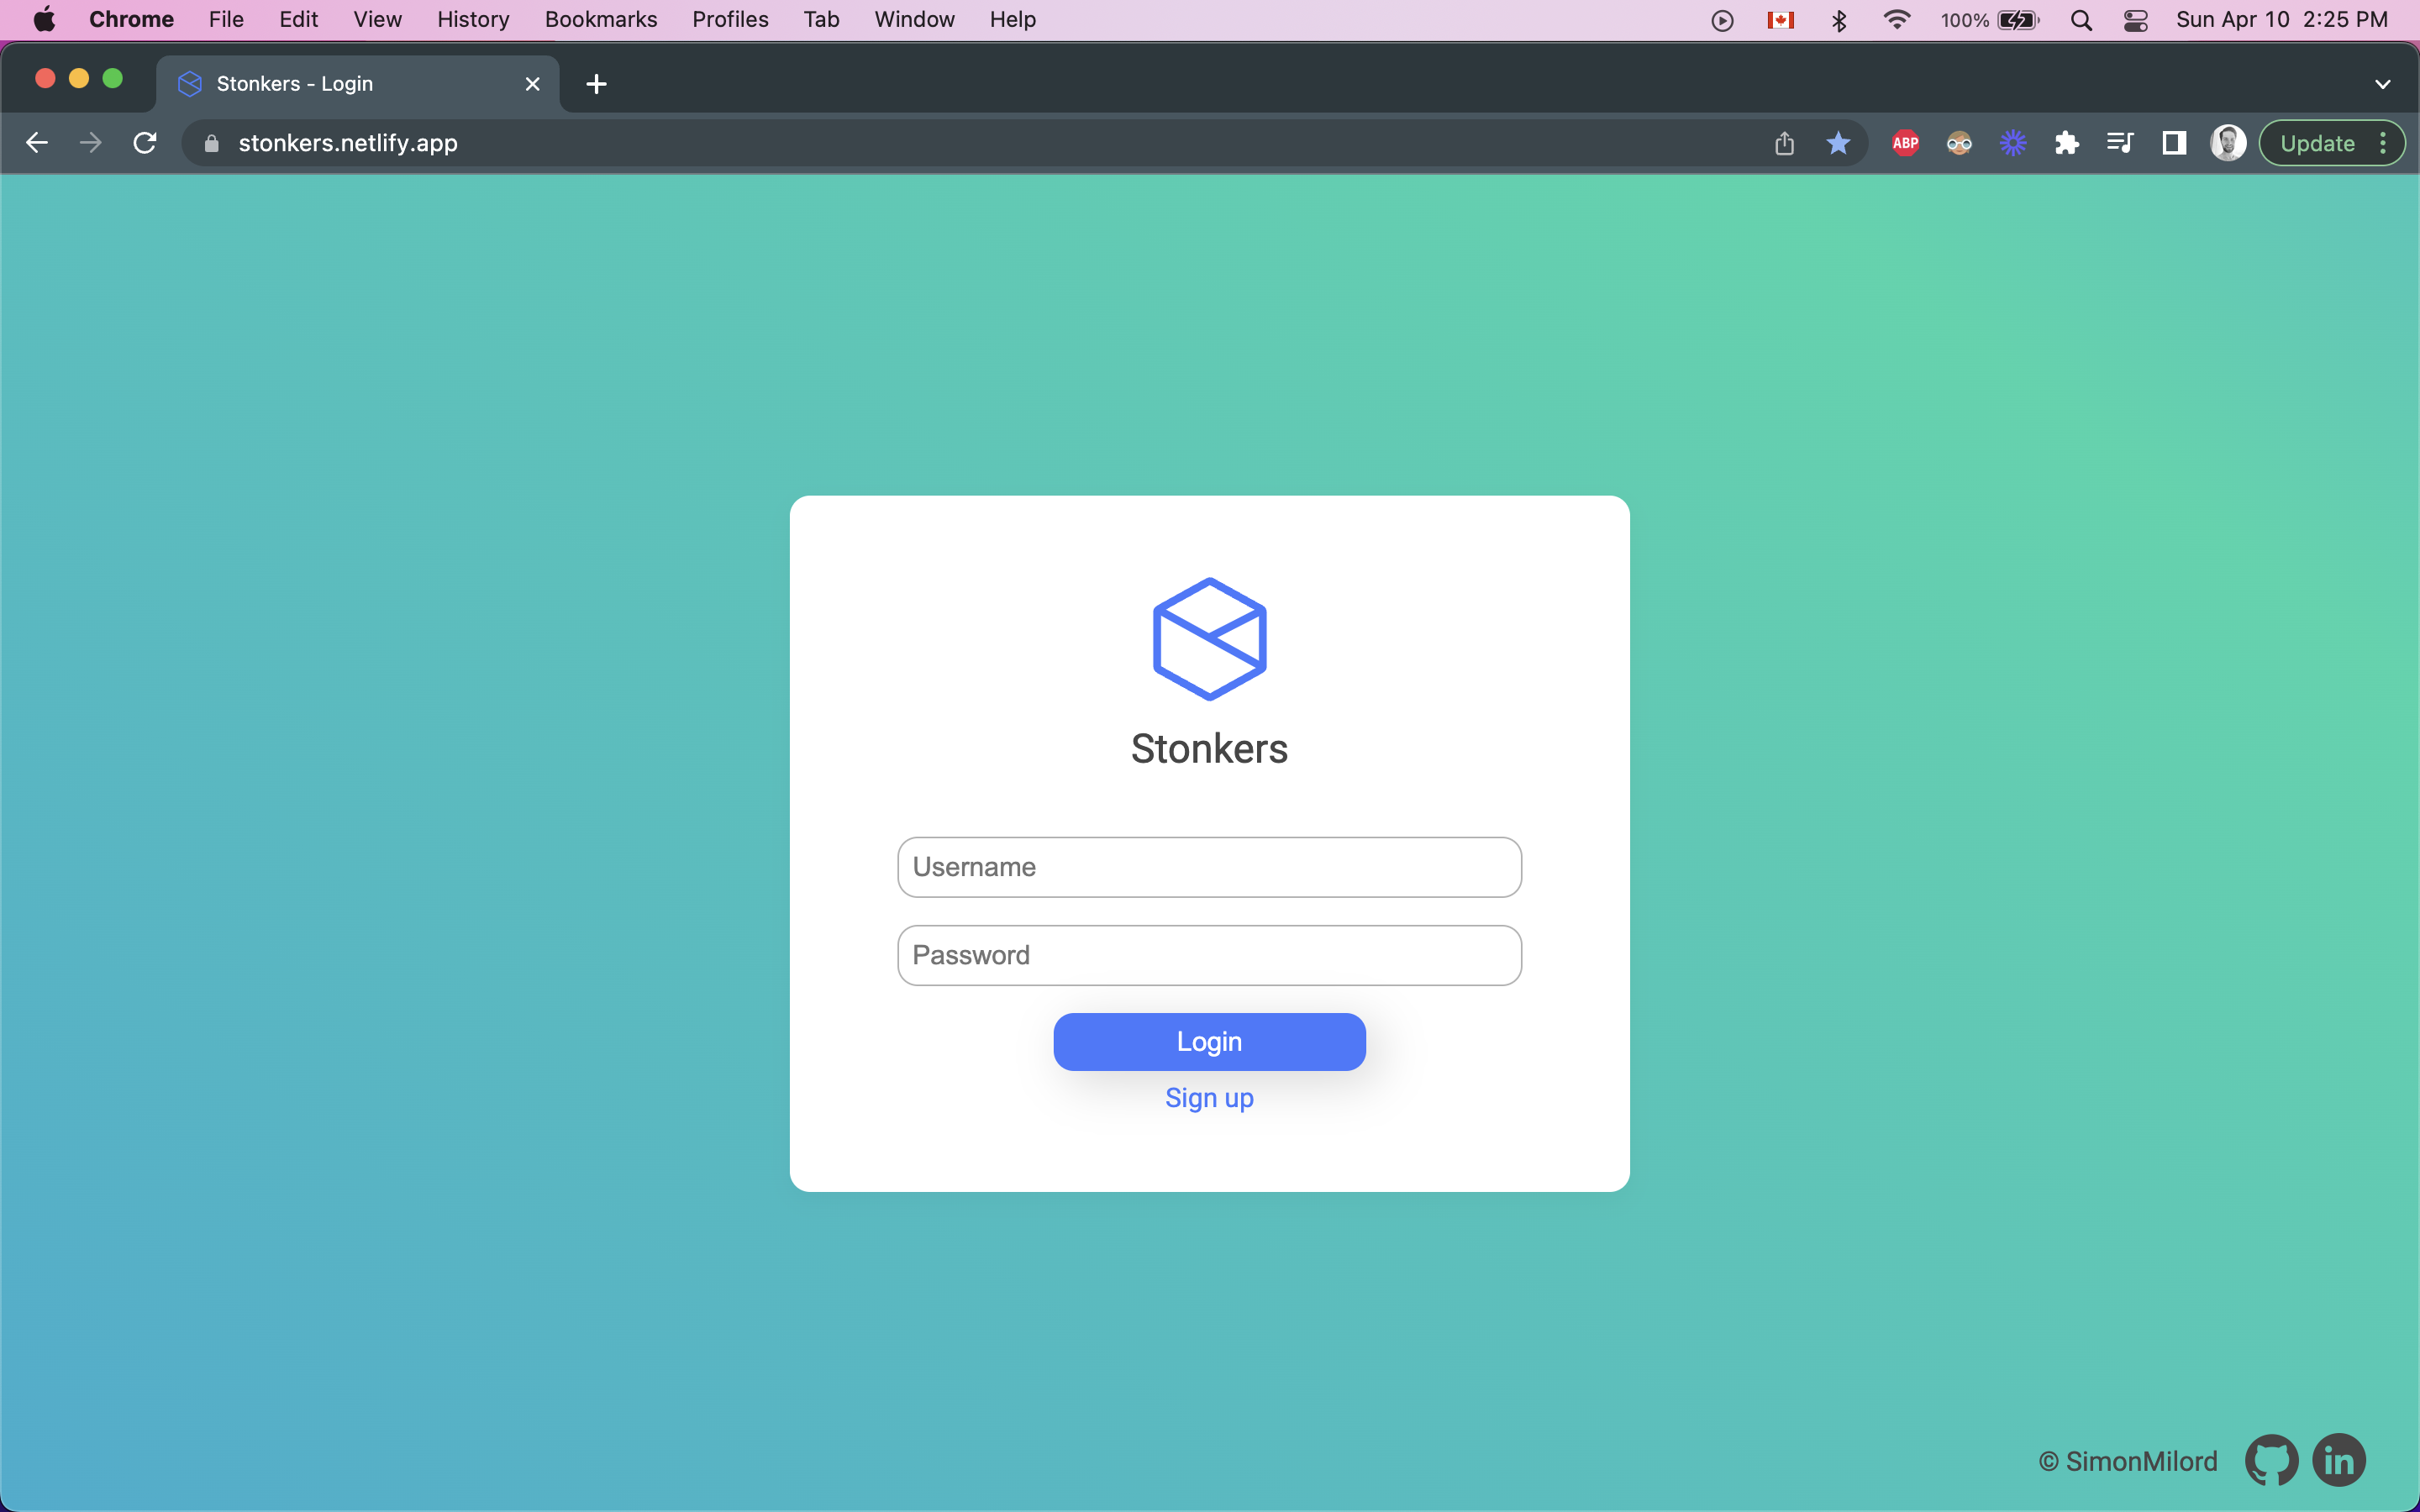 Chrome File Edit View History Bookmarks Profiles Tab Window Help 100% Sun Apr 10 2:25 PM
Stonkers - Login
stonkers.netlify.app ABP Update
Stonkers
Username
Password
Login
Sign up
© SimonMilord in